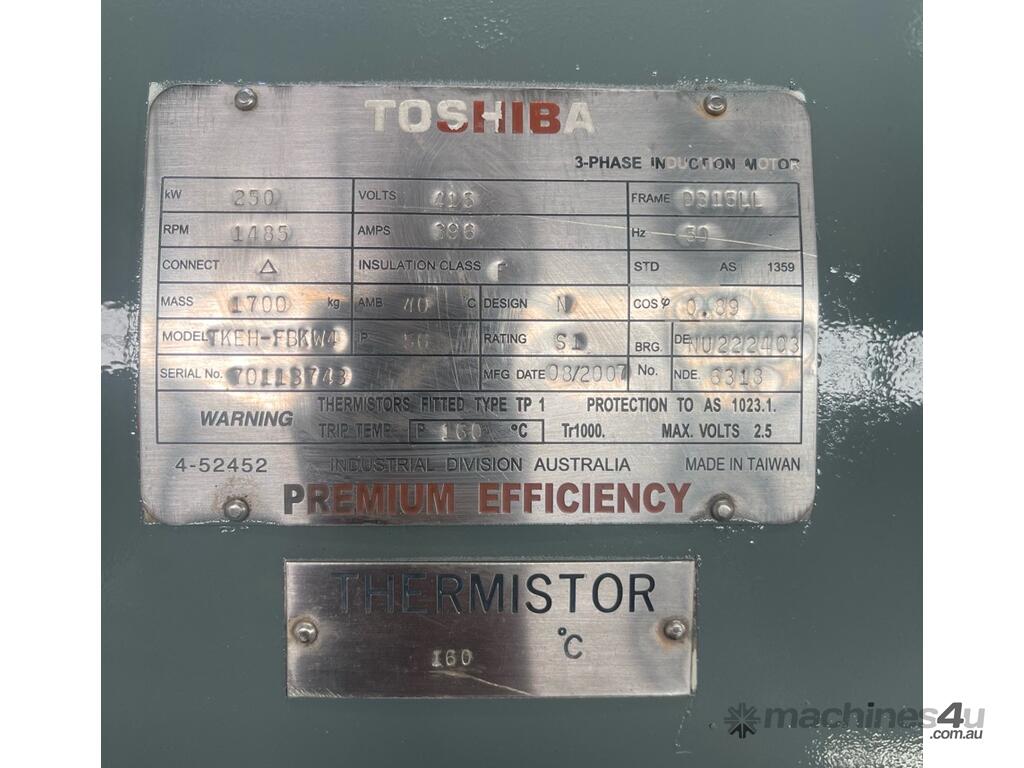 TOSHIBA
3-PHASE INDUCTION MOTOR
kW 250 VOLTS 415 FRAME D315LL
RPM 1485 AMPS 396 Hz 50
CONNECT △ INSULATION CLASS F STD AS 1359
MASS 1700 kg AMB 40 °C DESIGN N COS φ 0.89
MODEL TKEH-FBKW4 IP 56 RATING S1 BRG. DE. NU222403
SERIAL No. 70113743 MFG DATE 08/2007 No. NDE. 6313
WARNING THERMISTORS FITTED TYPE TP 1 PROTECTION TO AS 1023.1.
TRIP TEMP P 160 °C Tr1000. MAX. VOLTS 2.5
4-52452 INDUSTRIAL DIVISION AUSTRALIA MADE IN TAIWAN
PREMIUM EFFICIENCY
THERMISTOR
160 °C
machines4u
.com.au